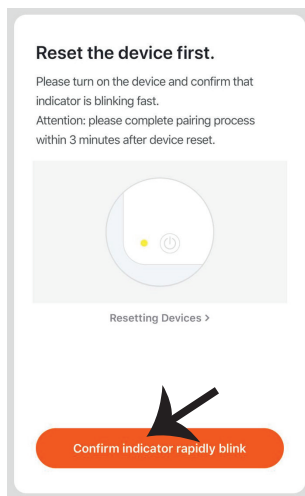 Reset the device first.
Please turn on the device and confirm that
indicator is blinking fast.
Attention: please complete pairing process
within 3 minutes after device reset.
Resetting Devices >
Confirm indicator rapidly blink